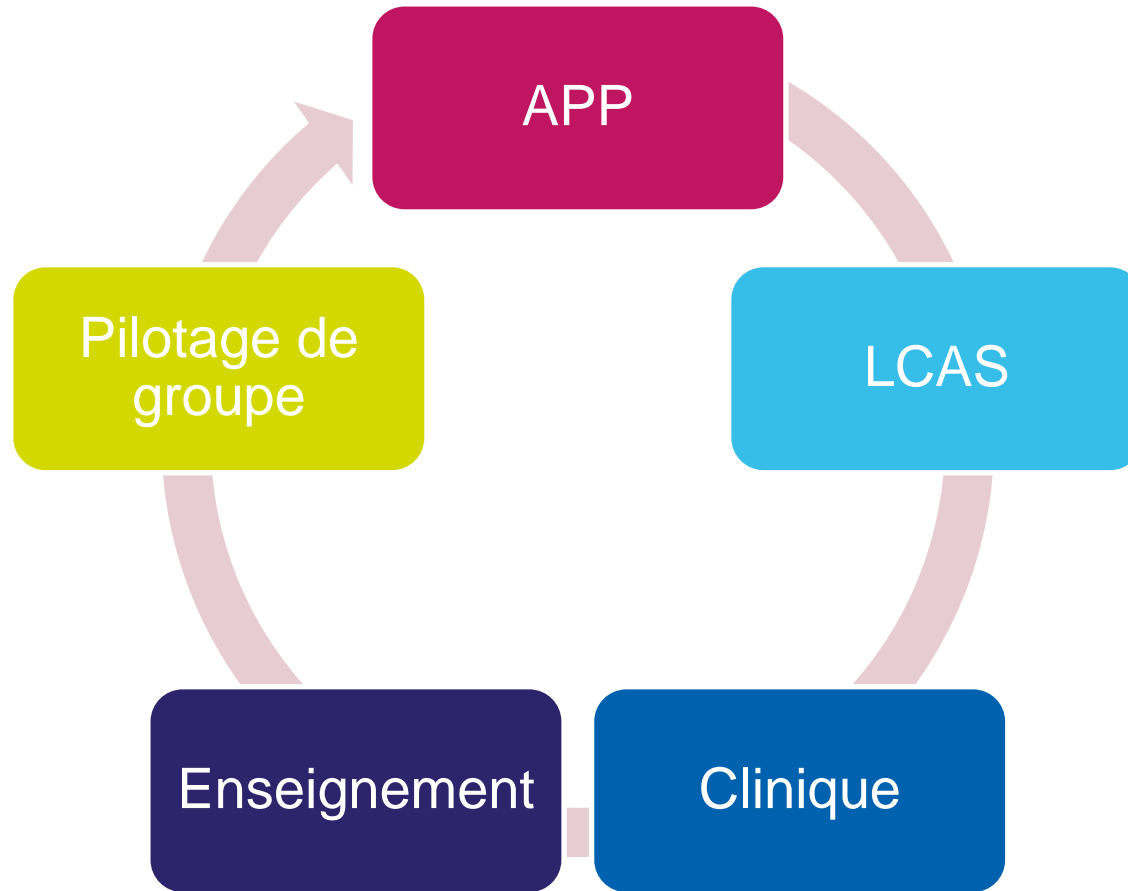 APP
LCAS
Clinique
Enseignement
Pilotage de
groupe